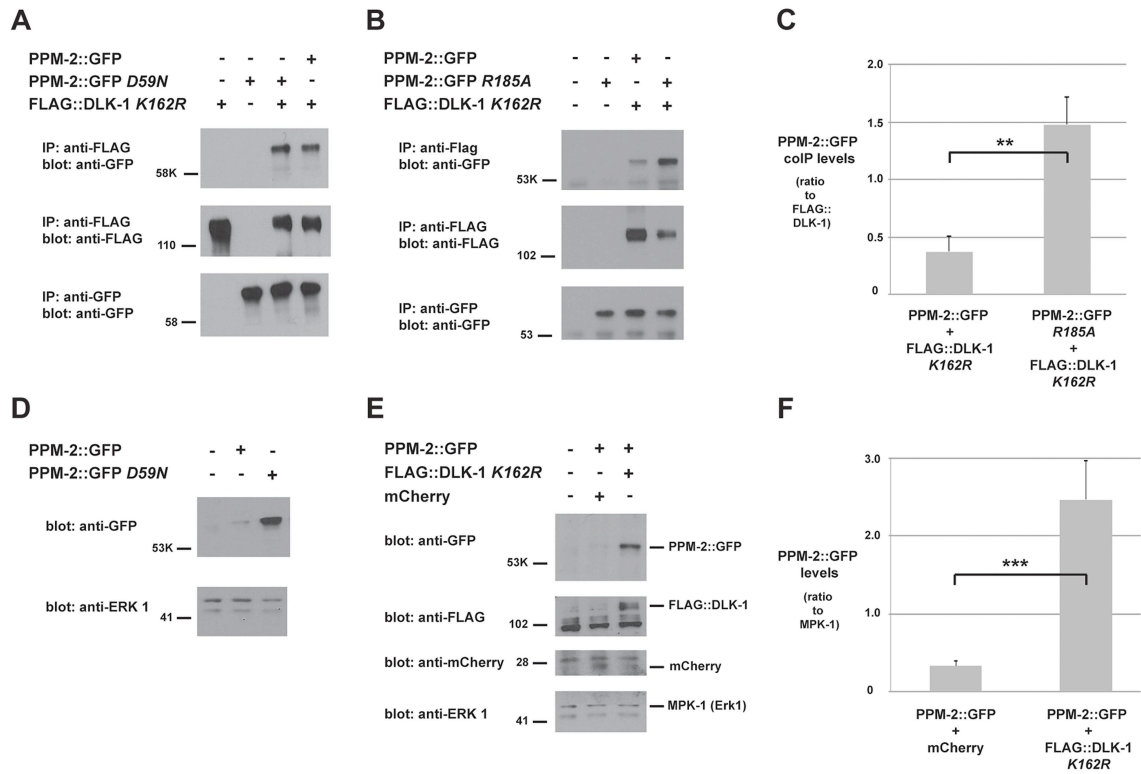 A
PPM-2::GFP - - - +
PPM-2::GFP D59N - + + -
FLAG::DLK-1 K162R + - + +
IP: anti-FLAG
blot: anti-GFP
58K
IP: anti-FLAG
blot: anti-FLAG
110
IP: anti-GFP
blot: anti-GFP
58
B
PPM-2::GFP - - + -
PPM-2::GFP R185A - + - +
FLAG::DLK-1 K162R - - + +
IP: anti-Flag
blot: anti-GFP
53K
IP: anti-FLAG
blot: anti-FLAG
102
IP: anti-GFP
blot: anti-GFP
53
C
PPM-2::GFP
coIP levels
(ratio
to
FLAG::
DLK-1)
2.0
1.5
1.0
0.5
0
**
PPM-2::GFP
+
FLAG::DLK-1
K162R
PPM-2::GFP
R185A
+
FLAG::DLK-1
K162R
D
PPM-2::GFP - + -
PPM-2::GFP D59N - - +
blot: anti-GFP
53K
blot: anti-ERK 1
41
E
PPM-2::GFP - + +
FLAG::DLK-1 K162R - - +
mCherry - + -
blot: anti-GFP
PPM-2::GFP
53K
blot: anti-FLAG
FLAG::DLK-1
102
blot: anti-mCherry
28
mCherry
blot: anti-ERK 1
MPK-1 (Erk1)
41
F
PPM-2::GFP
levels
(ratio
to
MPK-1)
3.0
2.0
1.0
0
***
PPM-2::GFP
+
mCherry
PPM-2::GFP
+
FLAG::DLK-1
K162R